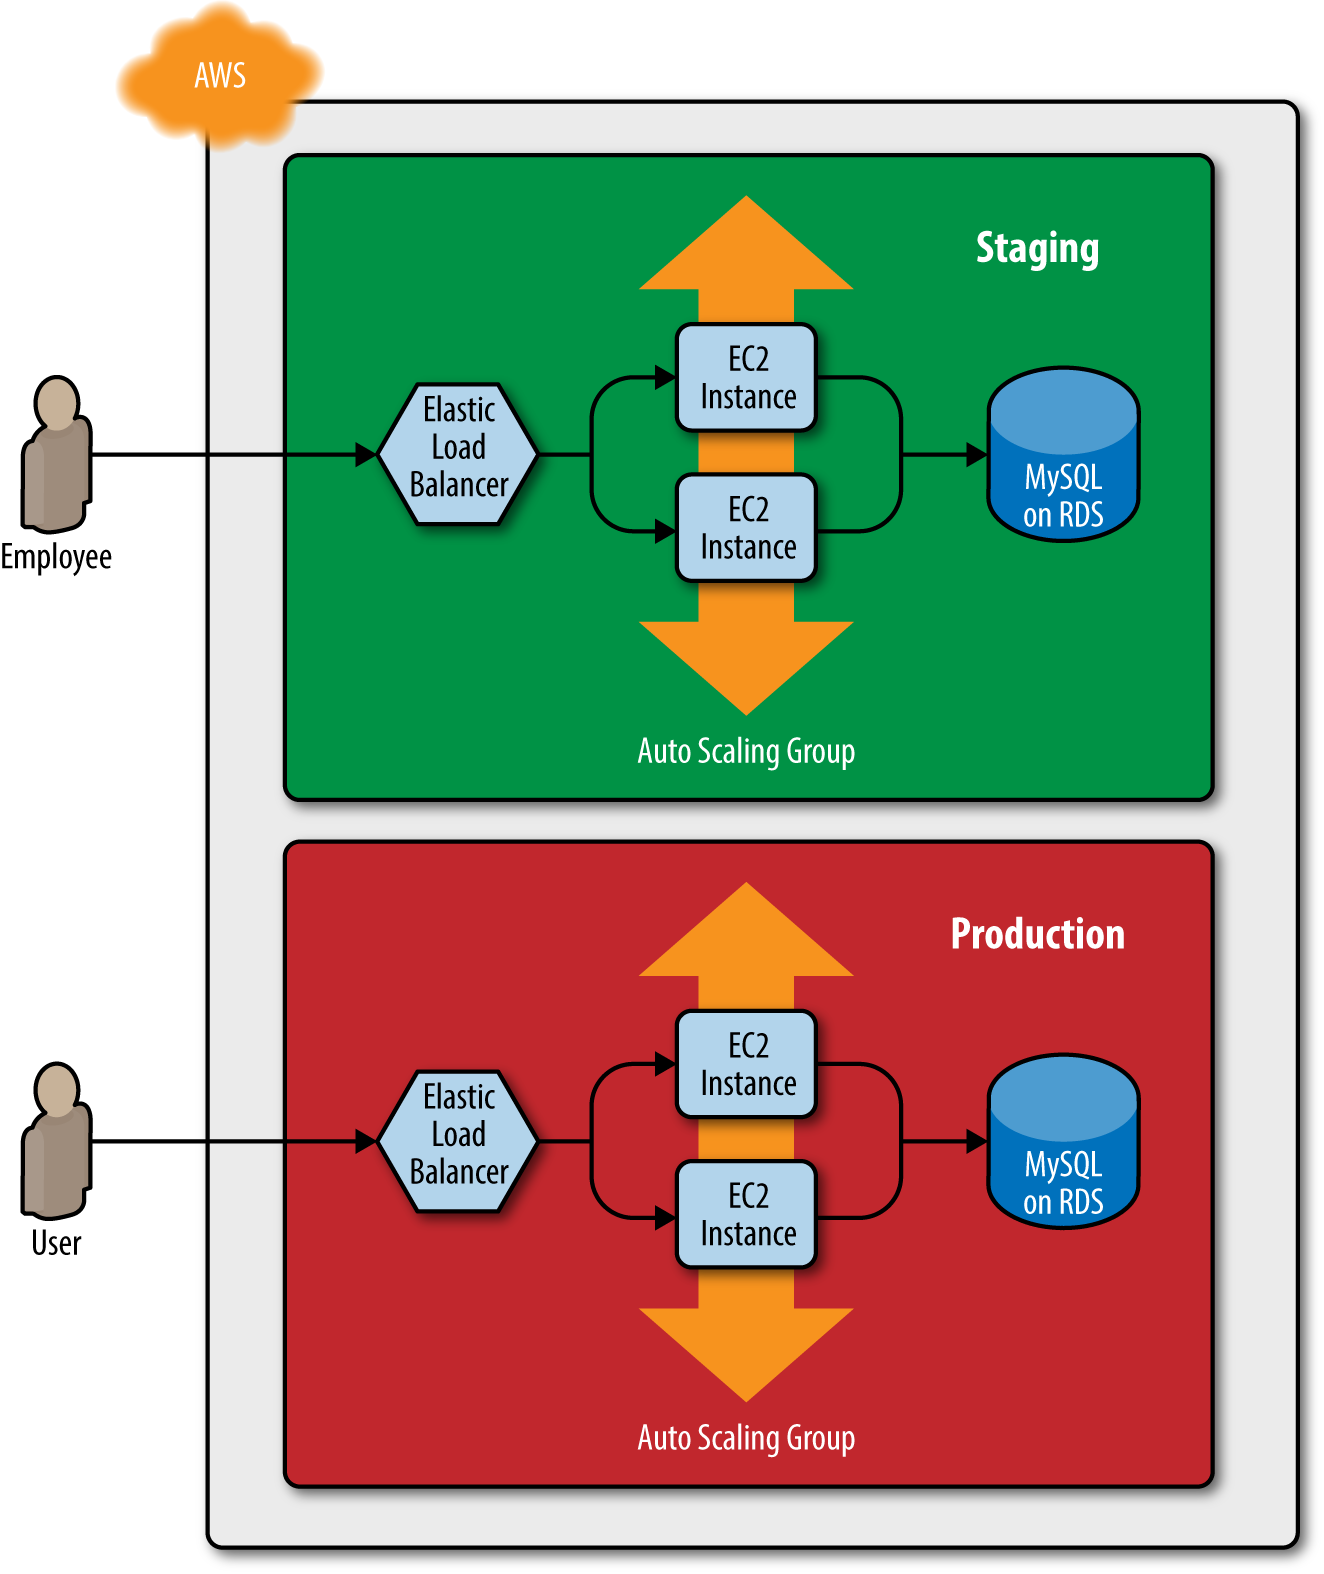 AWS
Staging
EC2
Instance
Elastic
Load
Balancer
EC2
Instance
MySQL
on RDS
Employee
Auto Scaling Group
Production
EC2
Instance
Elastic
Load
Balancer
EC2
Instance
MySQL
on RDS
User
Auto Scaling Group